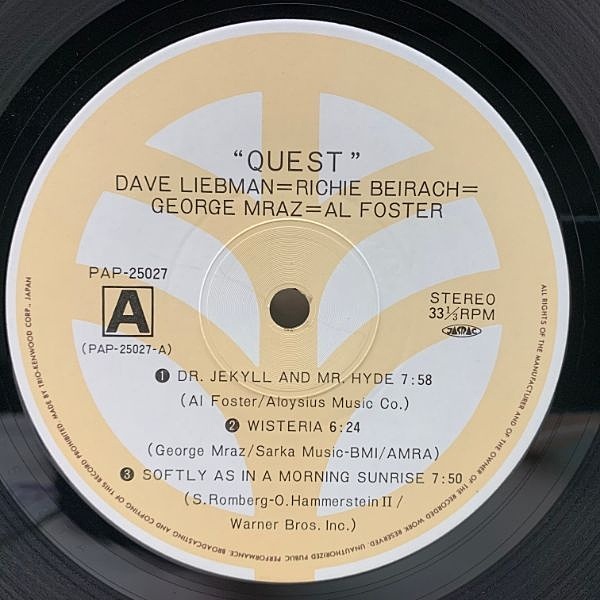 “QUEST”
DAVE LIEBMAN=RICHIE BEIRACH=
GEORGE MRAZ=AL FOSTER
PAP-25027
A
(PAP-25027-A)
STEREO
33⅓RPM
JASRAC
❶ DR. JEKYLL AND MR. HYDE 7:58
(Al Foster/Aloysius Music Co.)
❷ WISTERIA 6:24
(George Mraz/Sarka Music-BMI/AMRA)
❸ SOFTLY AS IN A MORNING SUNRISE 7:50
(S.Romberg-O.HammersteinII/
Warner Bros. Inc.)
ALL RIGHTS OF THE MANUFACTURER AND OF THE OWNER OF THE RECORDED WORK RESERVED. UNAUTHORIZED PUBLIC PERFORMANCE, BROADCASTING AND COPYING OF THIS RECORD PROHIBITED. MADE BY TRIO-KENWOOD CORP., JAPAN